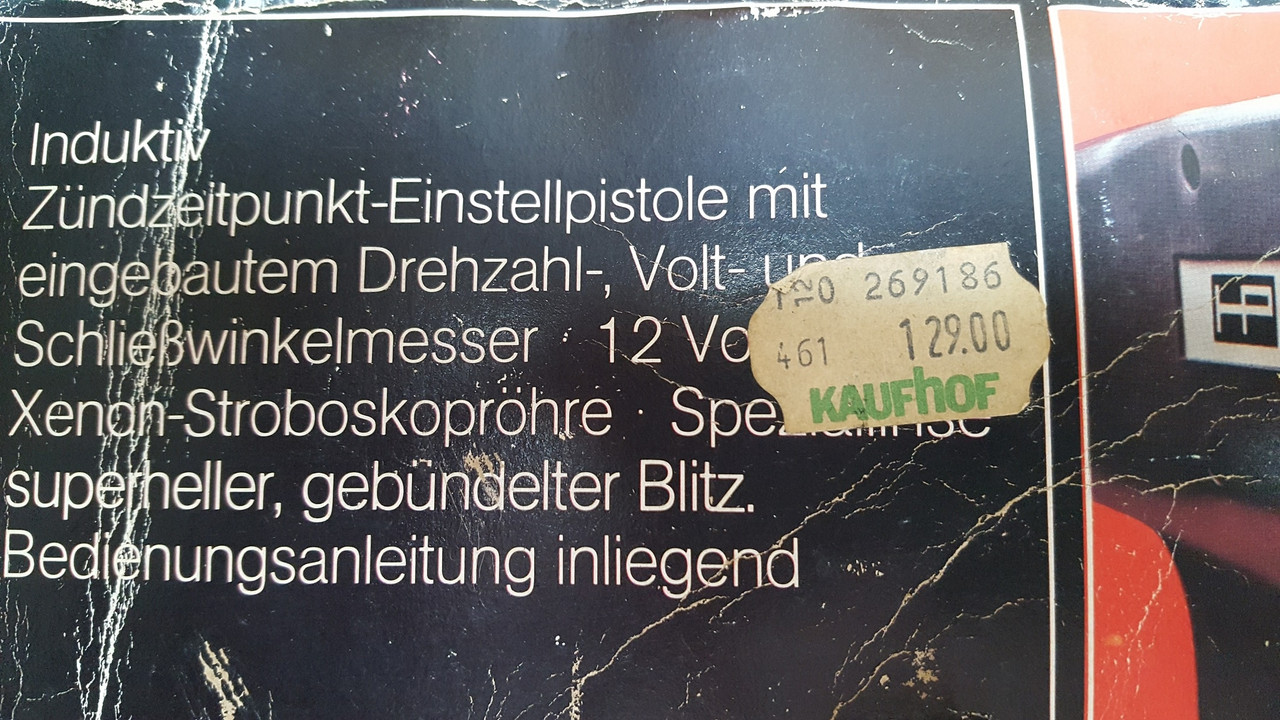 Induktiv
Zündzeitpunkt-Einstellpistole mit
eingebautem Drehzahl-, Volt- und
Schließwinkelmesser · 12
Xenon-Stroboskopröhre ·
superheller, gebündelter Blitz.
Bedienungsanleitung inliegend
269186
461 129.00
KAUFhOF